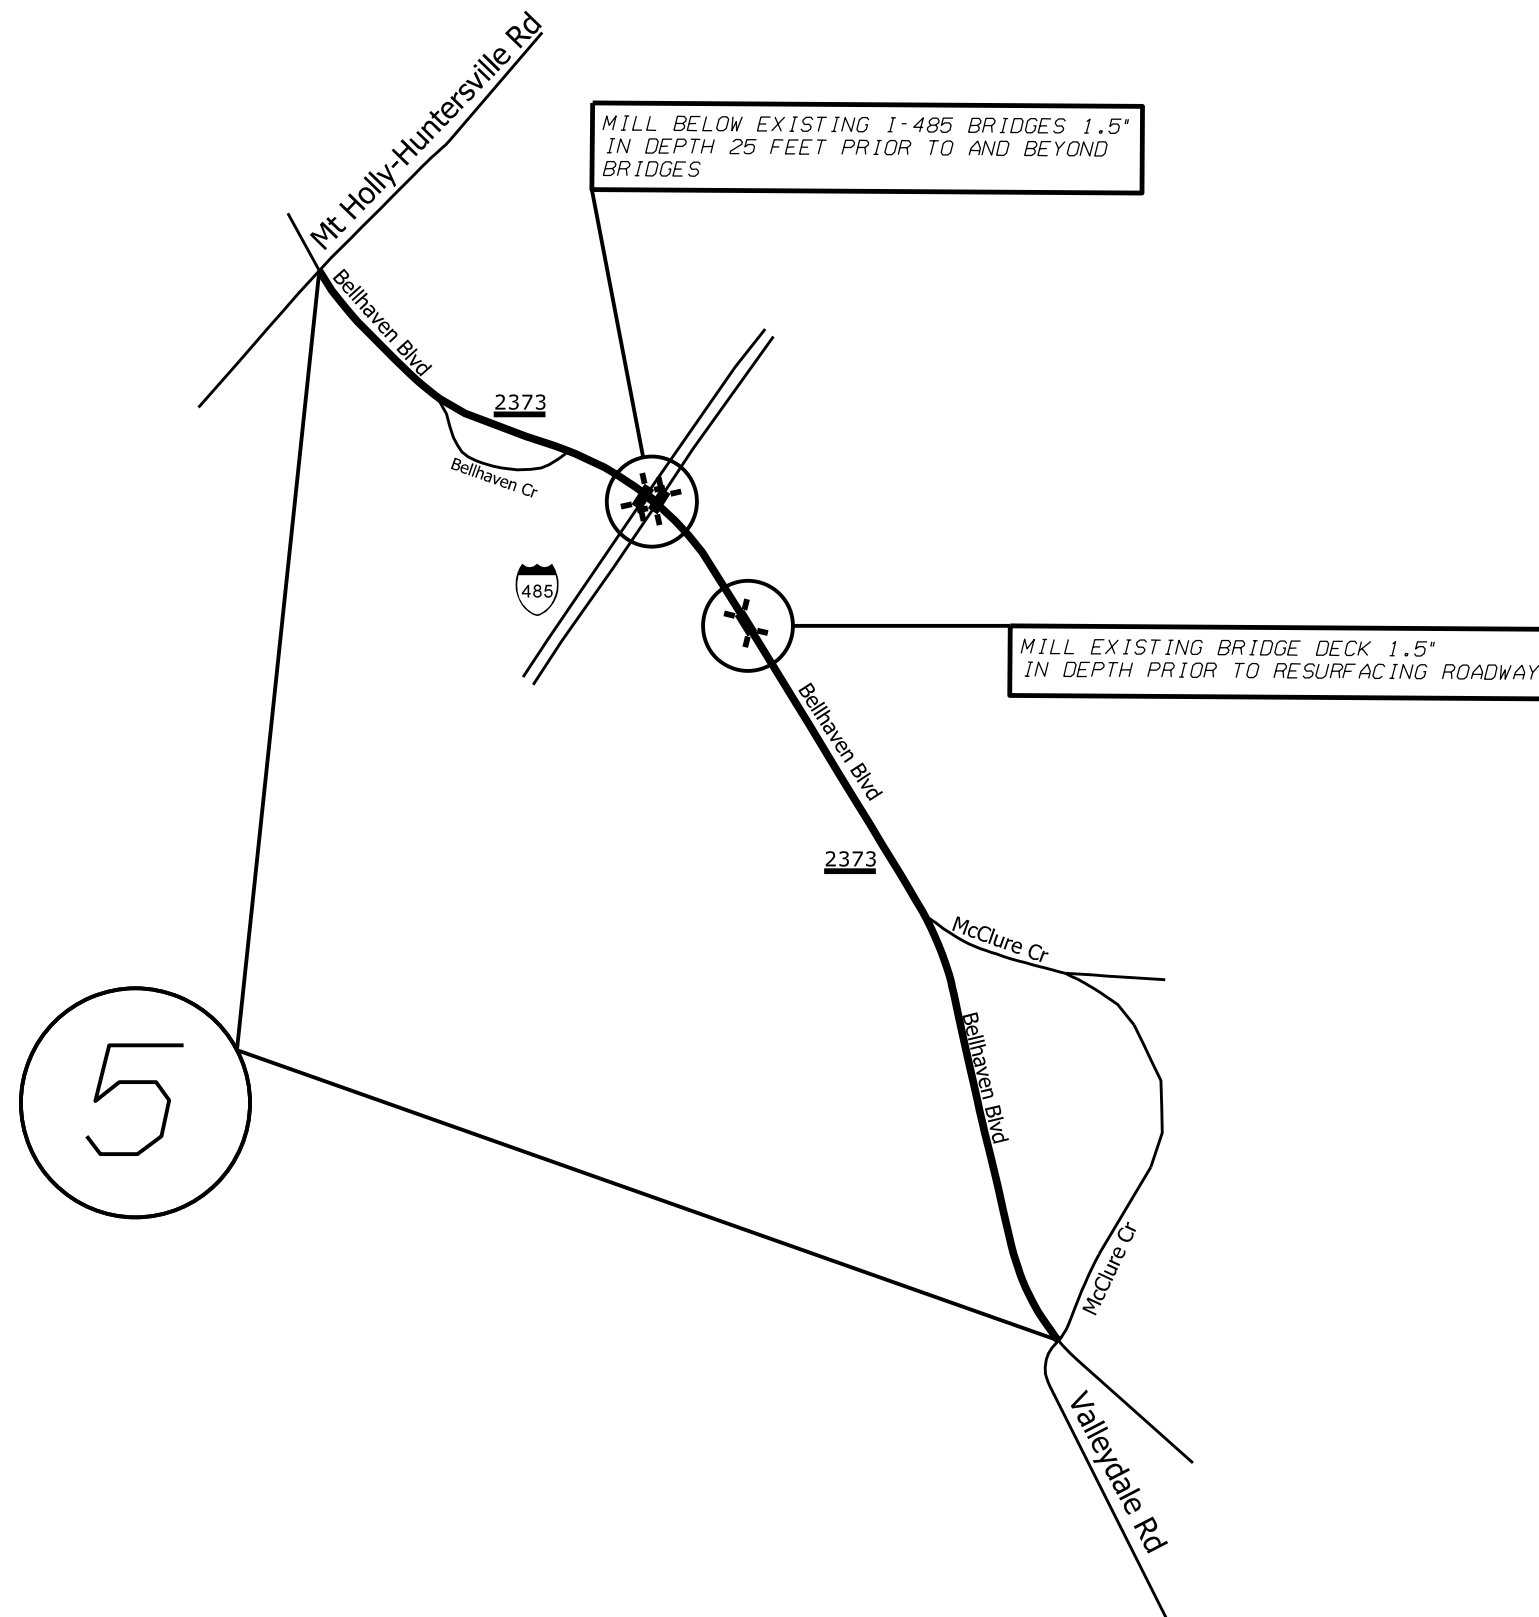 Mt Holly-Huntersville Rd
MILL BELOW EXISTING I-485 BRIDGES 1.5"
IN DEPTH 25 FEET PRIOR TO AND BEYOND
BRIDGES
Bellhaven Blvd
2373
Bellhaven Cr
485
MILL EXISTING BRIDGE DECK 1.5"
IN DEPTH PRIOR TO RESURFACING ROADWAY
Bellhaven Blvd
2373
McClure Cr
Bellhaven Blvd
5
McClure Cr
Valleydale Rd